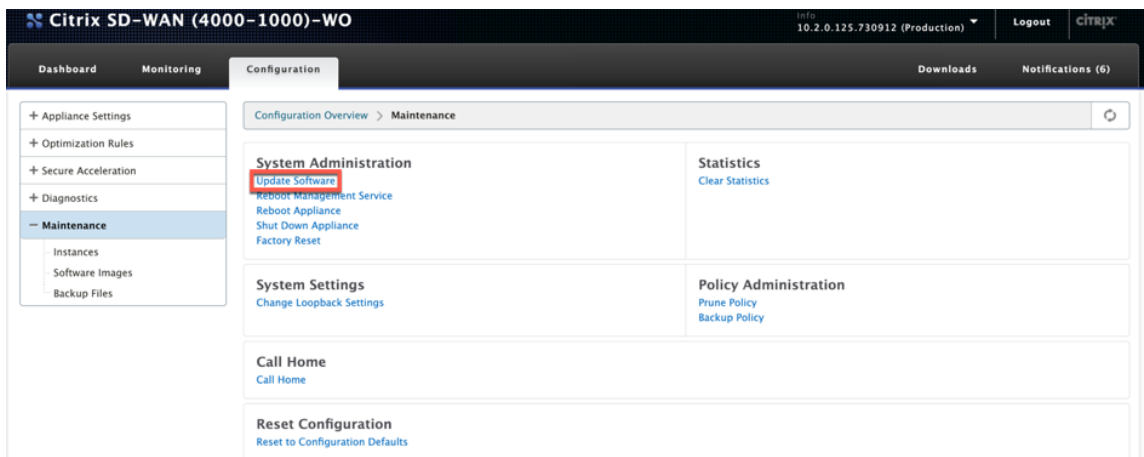 Citrix SD-WAN (4000-1000)-WO
Info
10.2.0.125.730912 (Production)
Logout
CITRIX
Dashboard
Monitoring
Configuration
Downloads
Notifications (6)
+ Appliance Settings
+ Optimization Rules
+ Secure Acceleration
+ Diagnostics
− Maintenance
Instances
Software Images
Backup Files
Configuration Overview > Maintenance
System Administration
Update Software
Reboot Management Service
Reboot Appliance
Shut Down Appliance
Factory Reset
Statistics
Clear Statistics
System Settings
Change Loopback Settings
Policy Administration
Prune Policy
Backup Policy
Call Home
Call Home
Reset Configuration
Reset to Configuration Defaults